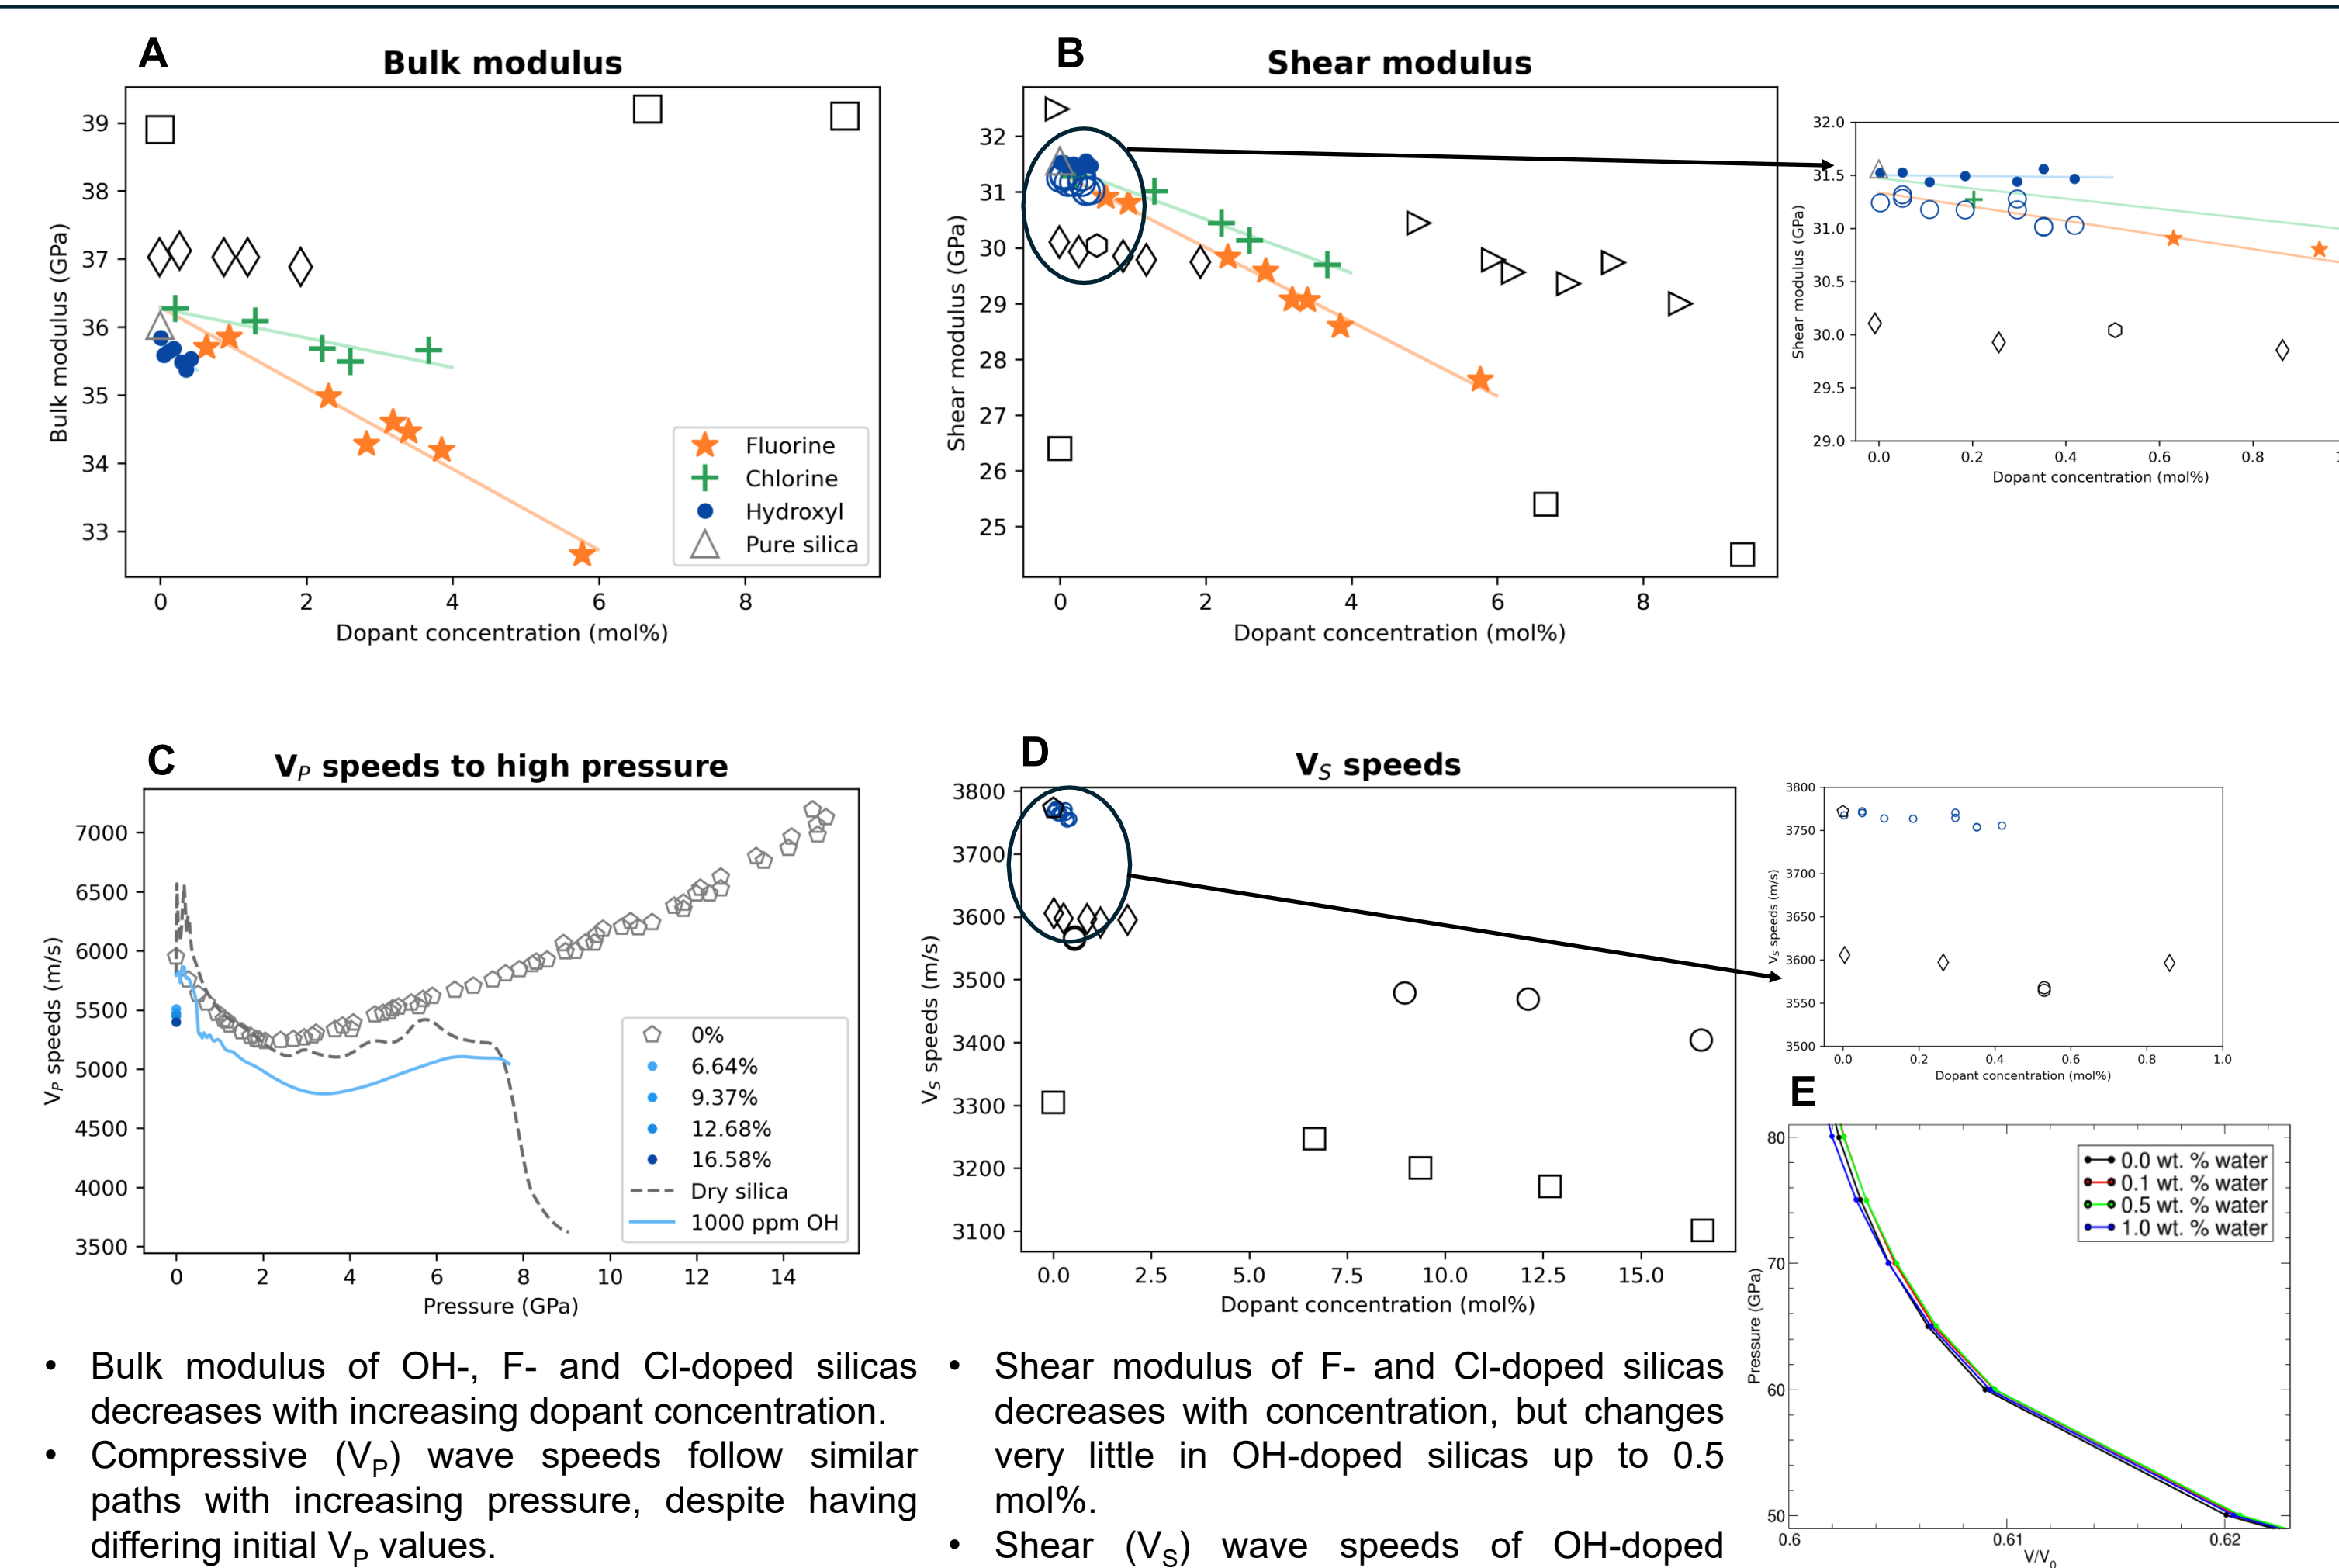 A
Bulk modulus
39
38
37
36
35
34
33
Bulk modulus (GPa)
Fluorine
Chlorine
Hydroxyl
Pure silica
0 2 4 6 8
Dopant concentration (mol%)
B
Shear modulus
32
31
30
29
28
27
26
25
Shear modulus (GPa)
0 2 4 6 8
Dopant concentration (mol%)
32.0
31.5
31.0
30.5
30.0
29.5
29.0
Shear modulus (GPa)
0.0 0.2 0.4 0.6 0.8
Dopant concentration (mol%)
C
V_P speeds to high pressure
7000
6500
6000
5500
5000
4500
4000
3500
V_P speeds (m/s)
0%
6.64%
9.37%
12.68%
16.58%
Dry silica
1000 ppm OH
0 2 4 6 8 10 12 14
Pressure (GPa)
D
V_S speeds
3800
3700
3600
3500
3400
3300
3200
3100
V_S speeds (m/s)
0.0 2.5 5.0 7.5 10.0 12.5 15.0
Dopant concentration (mol%)
3800
3750
3700
3650
3600
3550
3500
V_S speeds (m/s)
0.0 0.2 0.4 0.6 0.8 1.0
Dopant concentration (mol%)
E
80
70
60
50
Pressure (GPa)
0.0 wt. % water
0.1 wt. % water
0.5 wt. % water
1.0 wt. % water
0.6 0.61 0.62
V/V_0
• Bulk modulus of OH-, F- and Cl-doped silicas
decreases with increasing dopant concentration.
• Compressive (V_P) wave speeds follow similar
paths with increasing pressure, despite having
differing initial V_P values.
• Shear modulus of F- and Cl-doped silicas
decreases with concentration, but changes
very little in OH-doped silicas up to 0.5
mol%.
• Shear (V_S) wave speeds of OH-doped